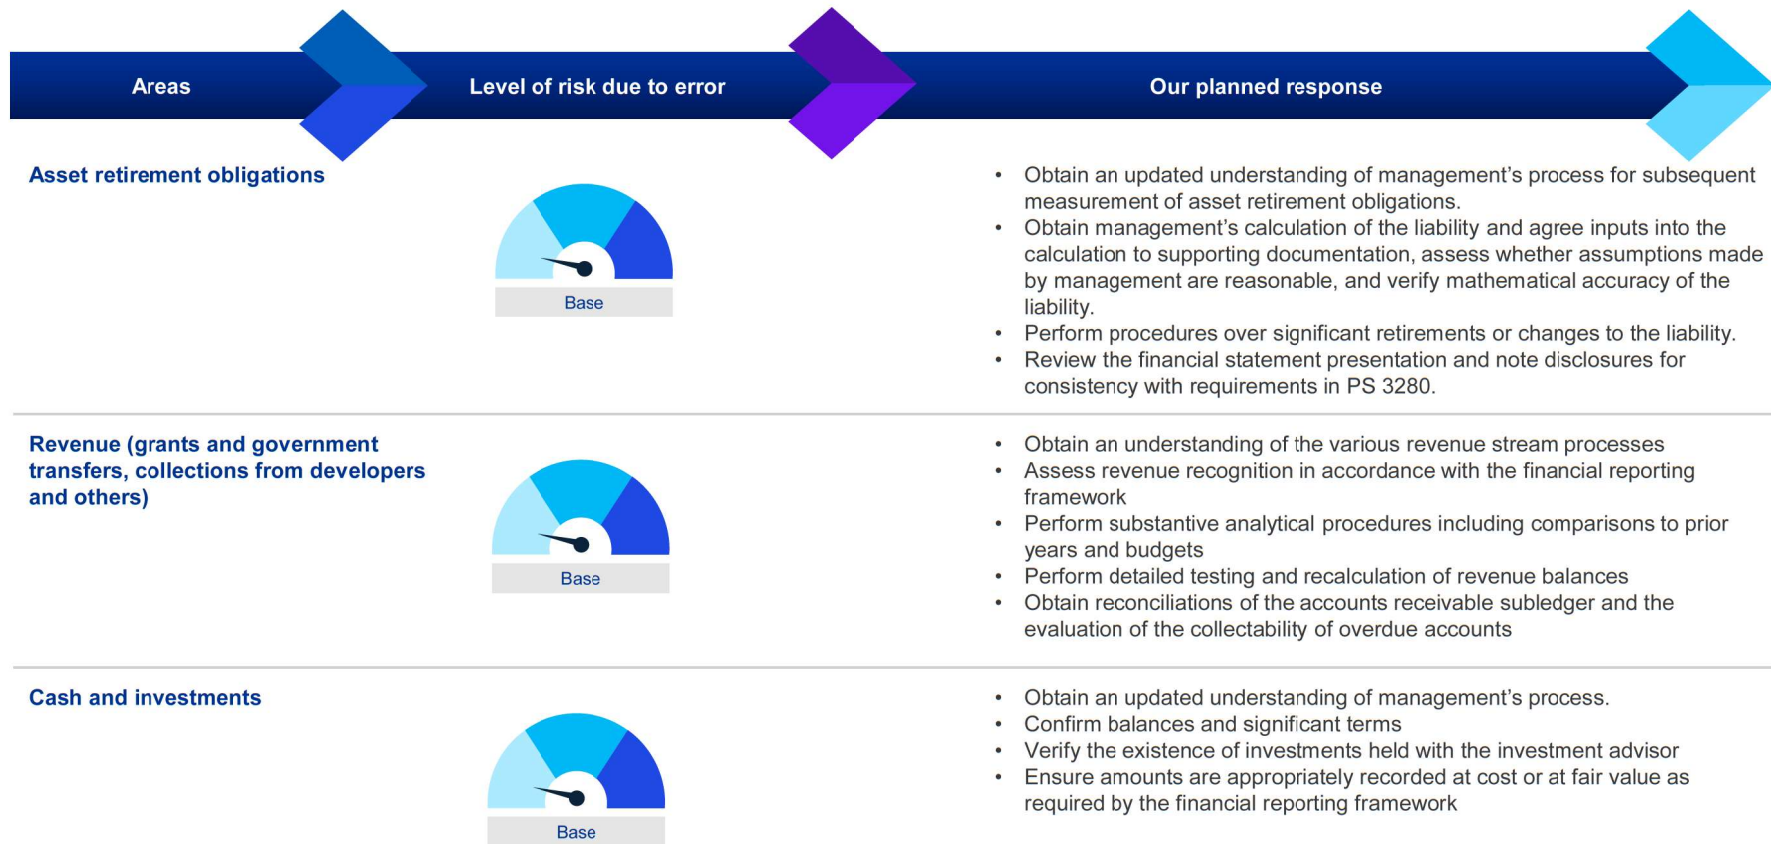 Areas
Level of risk due to error
Our planned response
Asset retirement obligations
Base
• Obtain an updated understanding of management’s process for subsequent
measurement of asset retirement obligations.
• Obtain management’s calculation of the liability and agree inputs into the
calculation to supporting documentation, assess whether assumptions made
by management are reasonable, and verify mathematical accuracy of the
liability.
• Perform procedures over significant retirements or changes to the liability.
• Review the financial statement presentation and note disclosures for
consistency with requirements in PS 3280.
Revenue (grants and government
transfers, collections from developers
and others)
Base
• Obtain an understanding of the various revenue stream processes
• Assess revenue recognition in accordance with the financial reporting
framework
• Perform substantive analytical procedures including comparisons to prior
years and budgets
• Perform detailed testing and recalculation of revenue balances
• Obtain reconciliations of the accounts receivable subledger and the
evaluation of the collectability of overdue accounts
Cash and investments
Base
• Obtain an updated understanding of management’s process.
• Confirm balances and significant terms
• Verify the existence of investments held with the investment advisor
• Ensure amounts are appropriately recorded at cost or at fair value as
required by the financial reporting framework